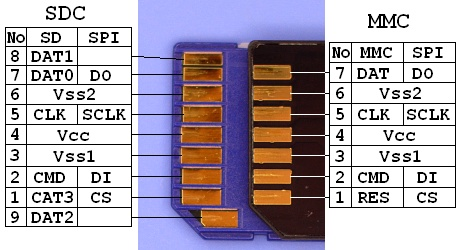 SDC
No SD SPI
8 DAT1
7 DAT0 DO
6 Vss2
5 CLK SCLK
4 Vcc
3 Vss1
2 CMD DI
1 CAT3 CS
9 DAT2
MMC
No MMC SPI
7 DAT DO
6 Vss2
5 CLK SCLK
4 Vcc
3 Vss1
2 CMD DI
1 RES CS